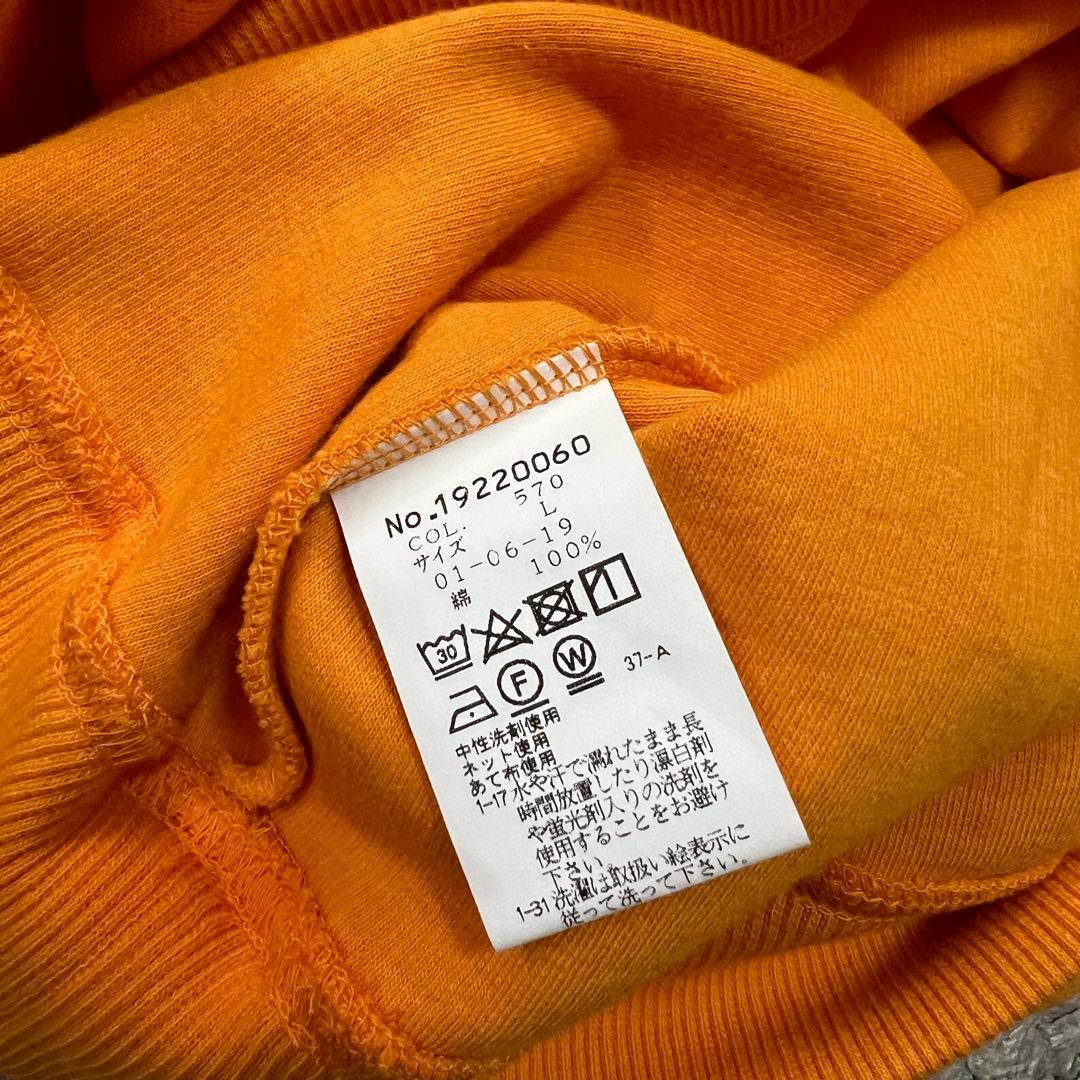 No.19220060
COL. 570
サイズ L
01-06-19
綿 100%
30
F W 37-A
中性洗剤使用
ネット使用
あて布使用
1-17 水や汗で濡れたまま長
時間放置したり漂白剤
や蛍光剤入りの洗剤を
使用することをお避け
下さい。
1-31 洗濯は取扱い絵表示に
従って洗って下さい。